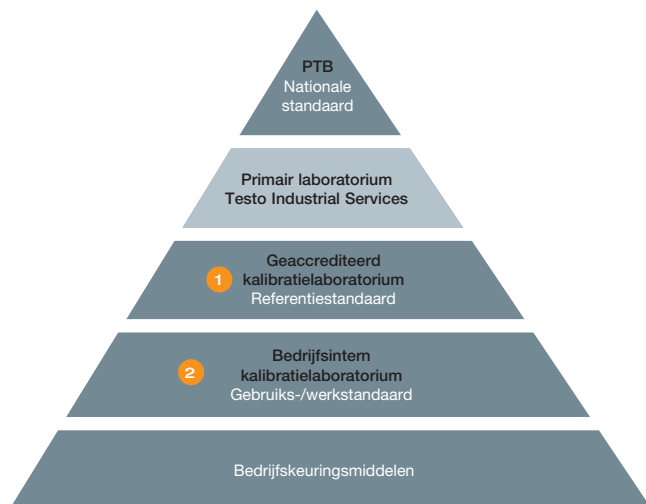 PTB
Nationale
standaard
Primair laboratorium
Testo Industrial Services
1
Geaccrediteerd
kalibratielaboratorium
Referentiestandaard
2
Bedrijfsintern
kalibratielaboratorium
Gebruiks-/werkstandaard
Bedrijfskeuringsmiddelen